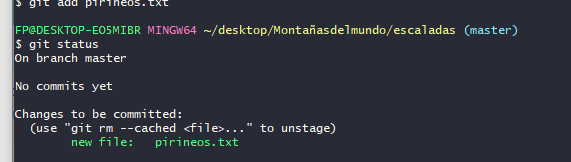 $ git add pirineos.txt
FP@DESKTOP-EO5MIBR MINGW64 ~/desktop/Montañasdelmundo/escaladas (master)
$ git status
On branch master
No commits yet
Changes to be committed:
(use "git rm --cached <file>..." to unstage)
new file: pirineos.txt